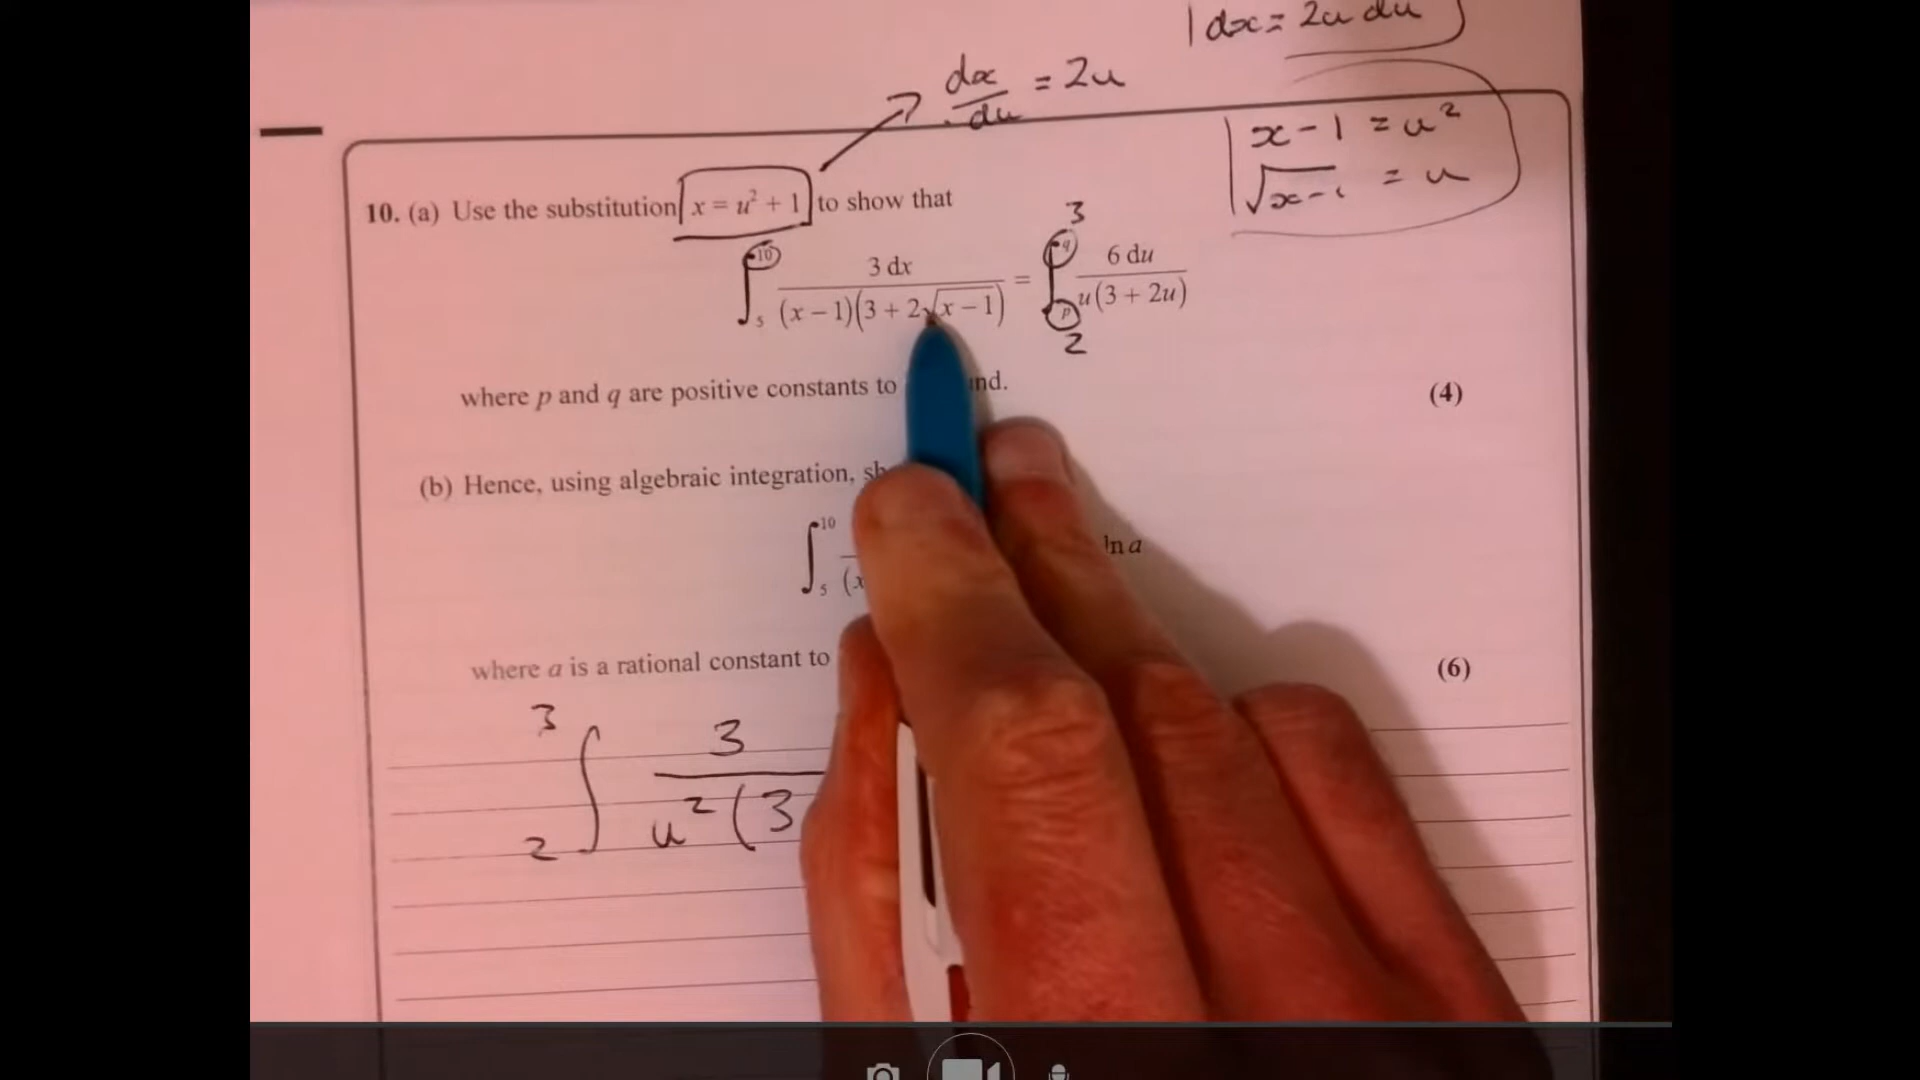 dx = 2u du
dx/du = 2u
x - 1 = u²
√x-1 = u
10. (a) Use the substitution x = u² + 1 to show that
3
∫₅¹⁰ 3 dx / (x − 1)(3 + 2√x − 1) = ∫ₚ^q 6 du / u(3 + 2u)
2
where p and q are positive constants to
(4)
(b) Hence, using algebraic integration,
∫₅¹⁰ (x ln a
where a is a rational constant to
(6)
3
∫ 3 / u² (3
2